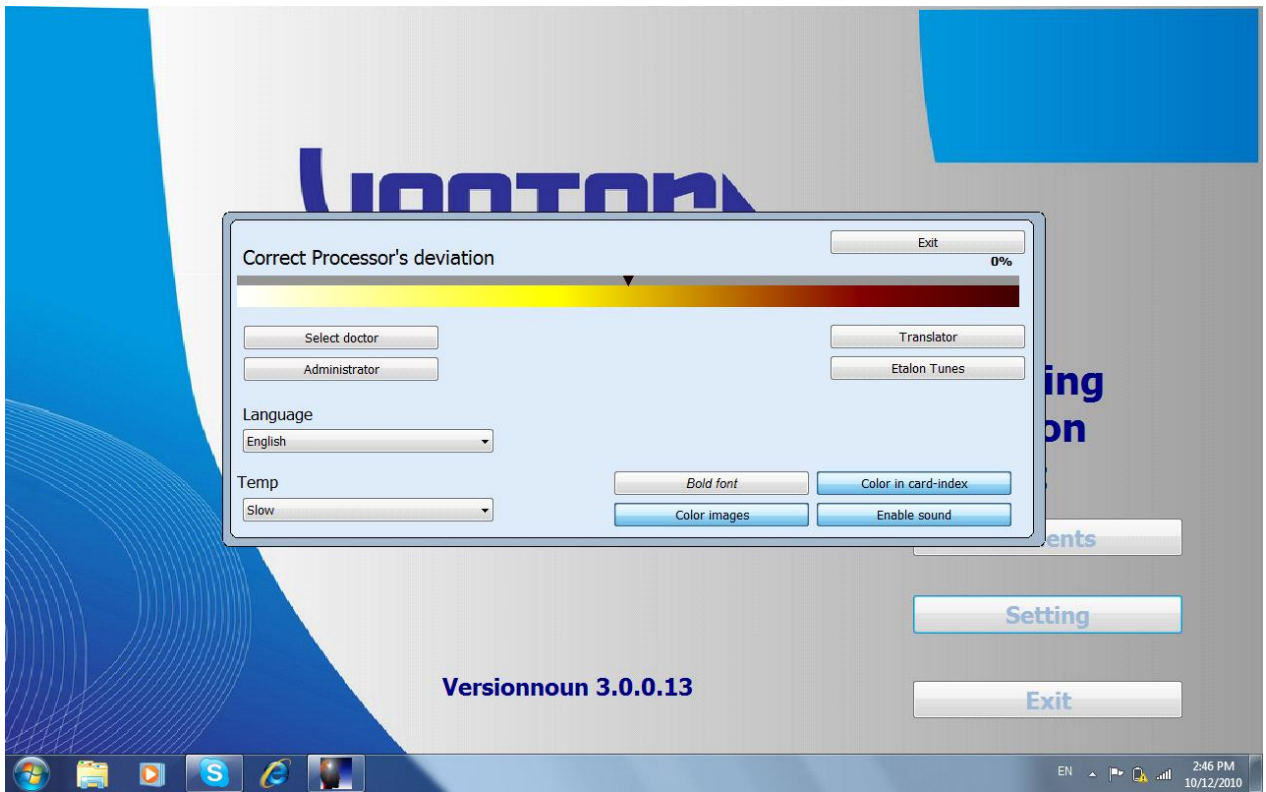 Exit
Correct Processor's deviation
0%
Select doctor
Translator
Administrator
Etalon Tunes
ing
on
Language
English
Temp
Bold font
Color in card-index
Slow
Color images
Enable sound
ents
Setting
Versionnoun 3.0.0.13
Exit
EN
2:46 PM
10/12/2010